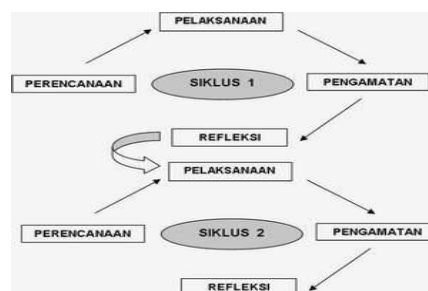 PELAKSANAAN
PERENCANAAN
SIKLUS 1
PENGAMATAN
REFLEKSI
PELAKSANAAN
PERENCANAAN
SIKLUS 2
PENGAMATAN
REFLEKSI